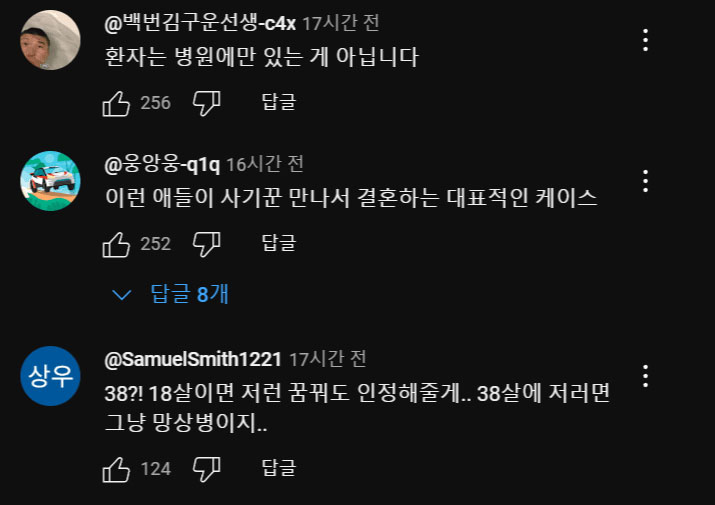 @백번김구운선생-c4x 17시간 전
환자는 병원에만 있는 게 아닙니다
256 답글
@웅앙웅-q1q 16시간 전
이런 애들이 사기꾼 만나서 결혼하는 대표적인 케이스
252 답글
답글 8개
상우
@SamuelSmith1221 17시간 전
38?! 18살이면 저런 꿈꿔도 인정해줄게.. 38살에 저러면
그냥 망상병이지..
124 답글